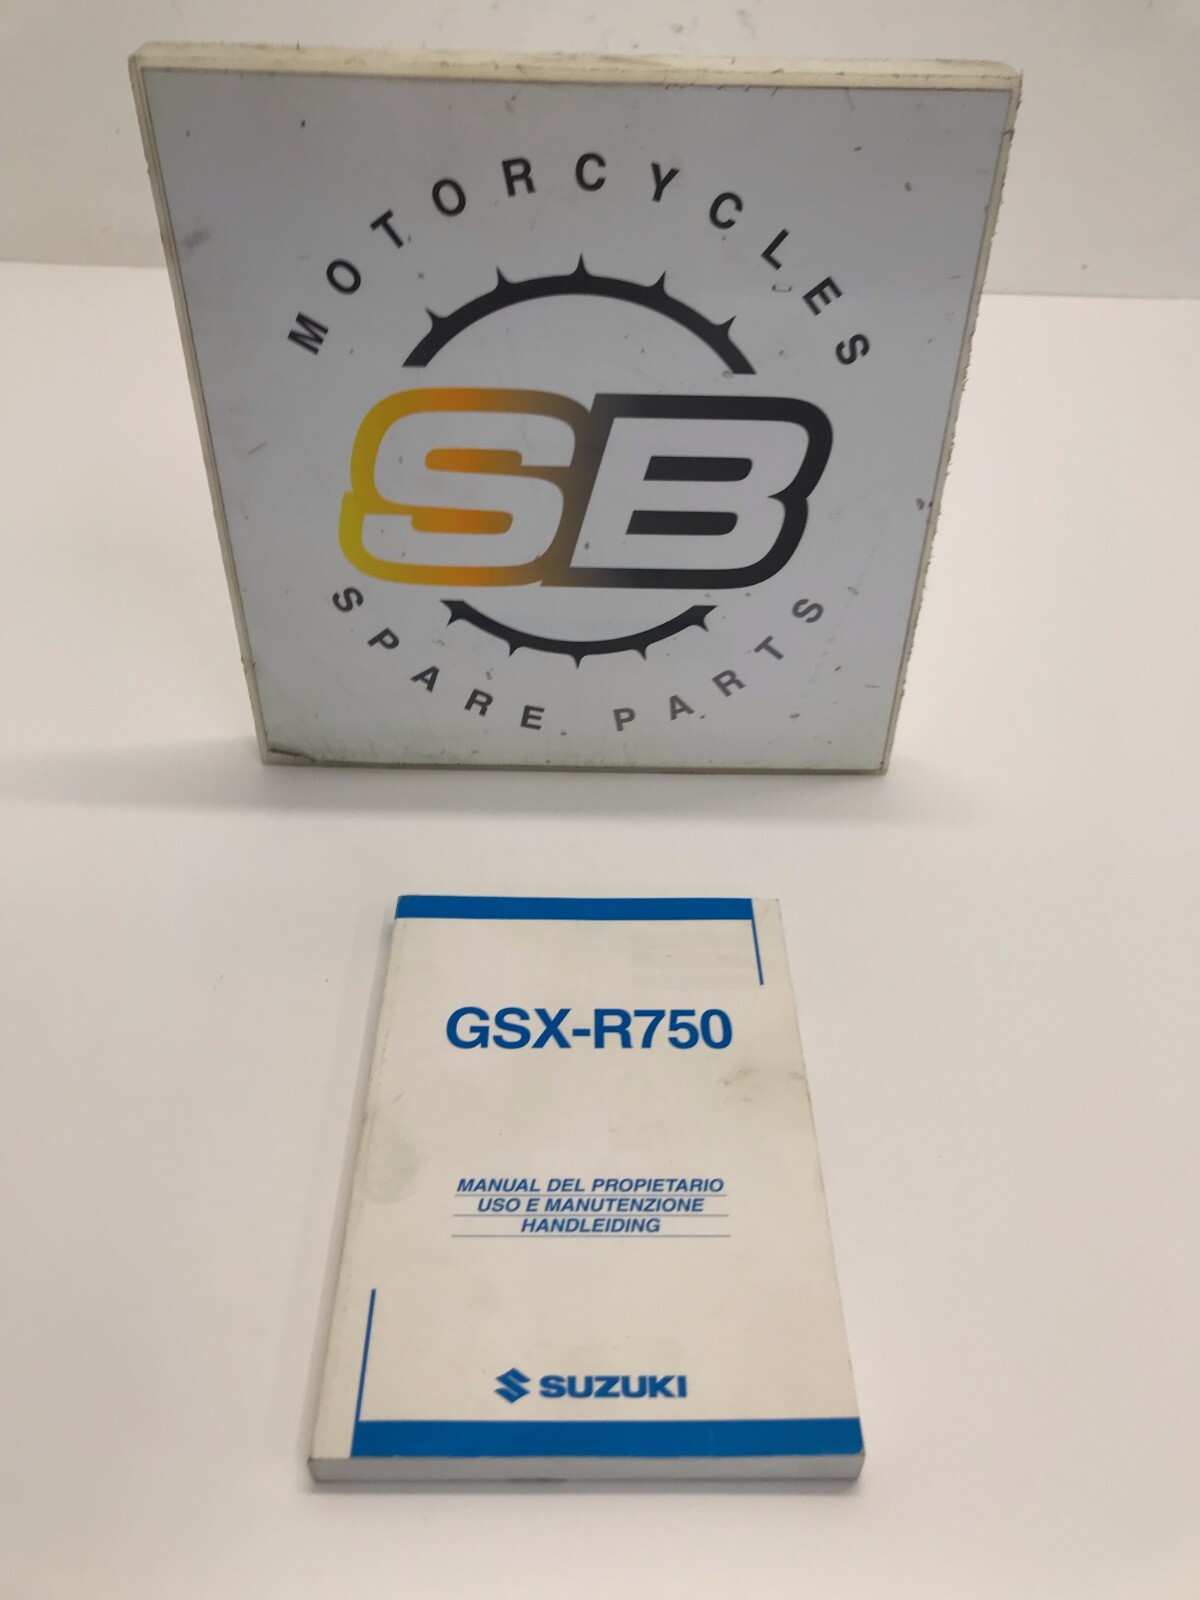 MOTORCYCLES
SB
SPARE PARTS
GSX-R750
MANUAL DEL PROPIETARIO
USO E MANUTENZIONE
HANDLEIDING
SUZUKI